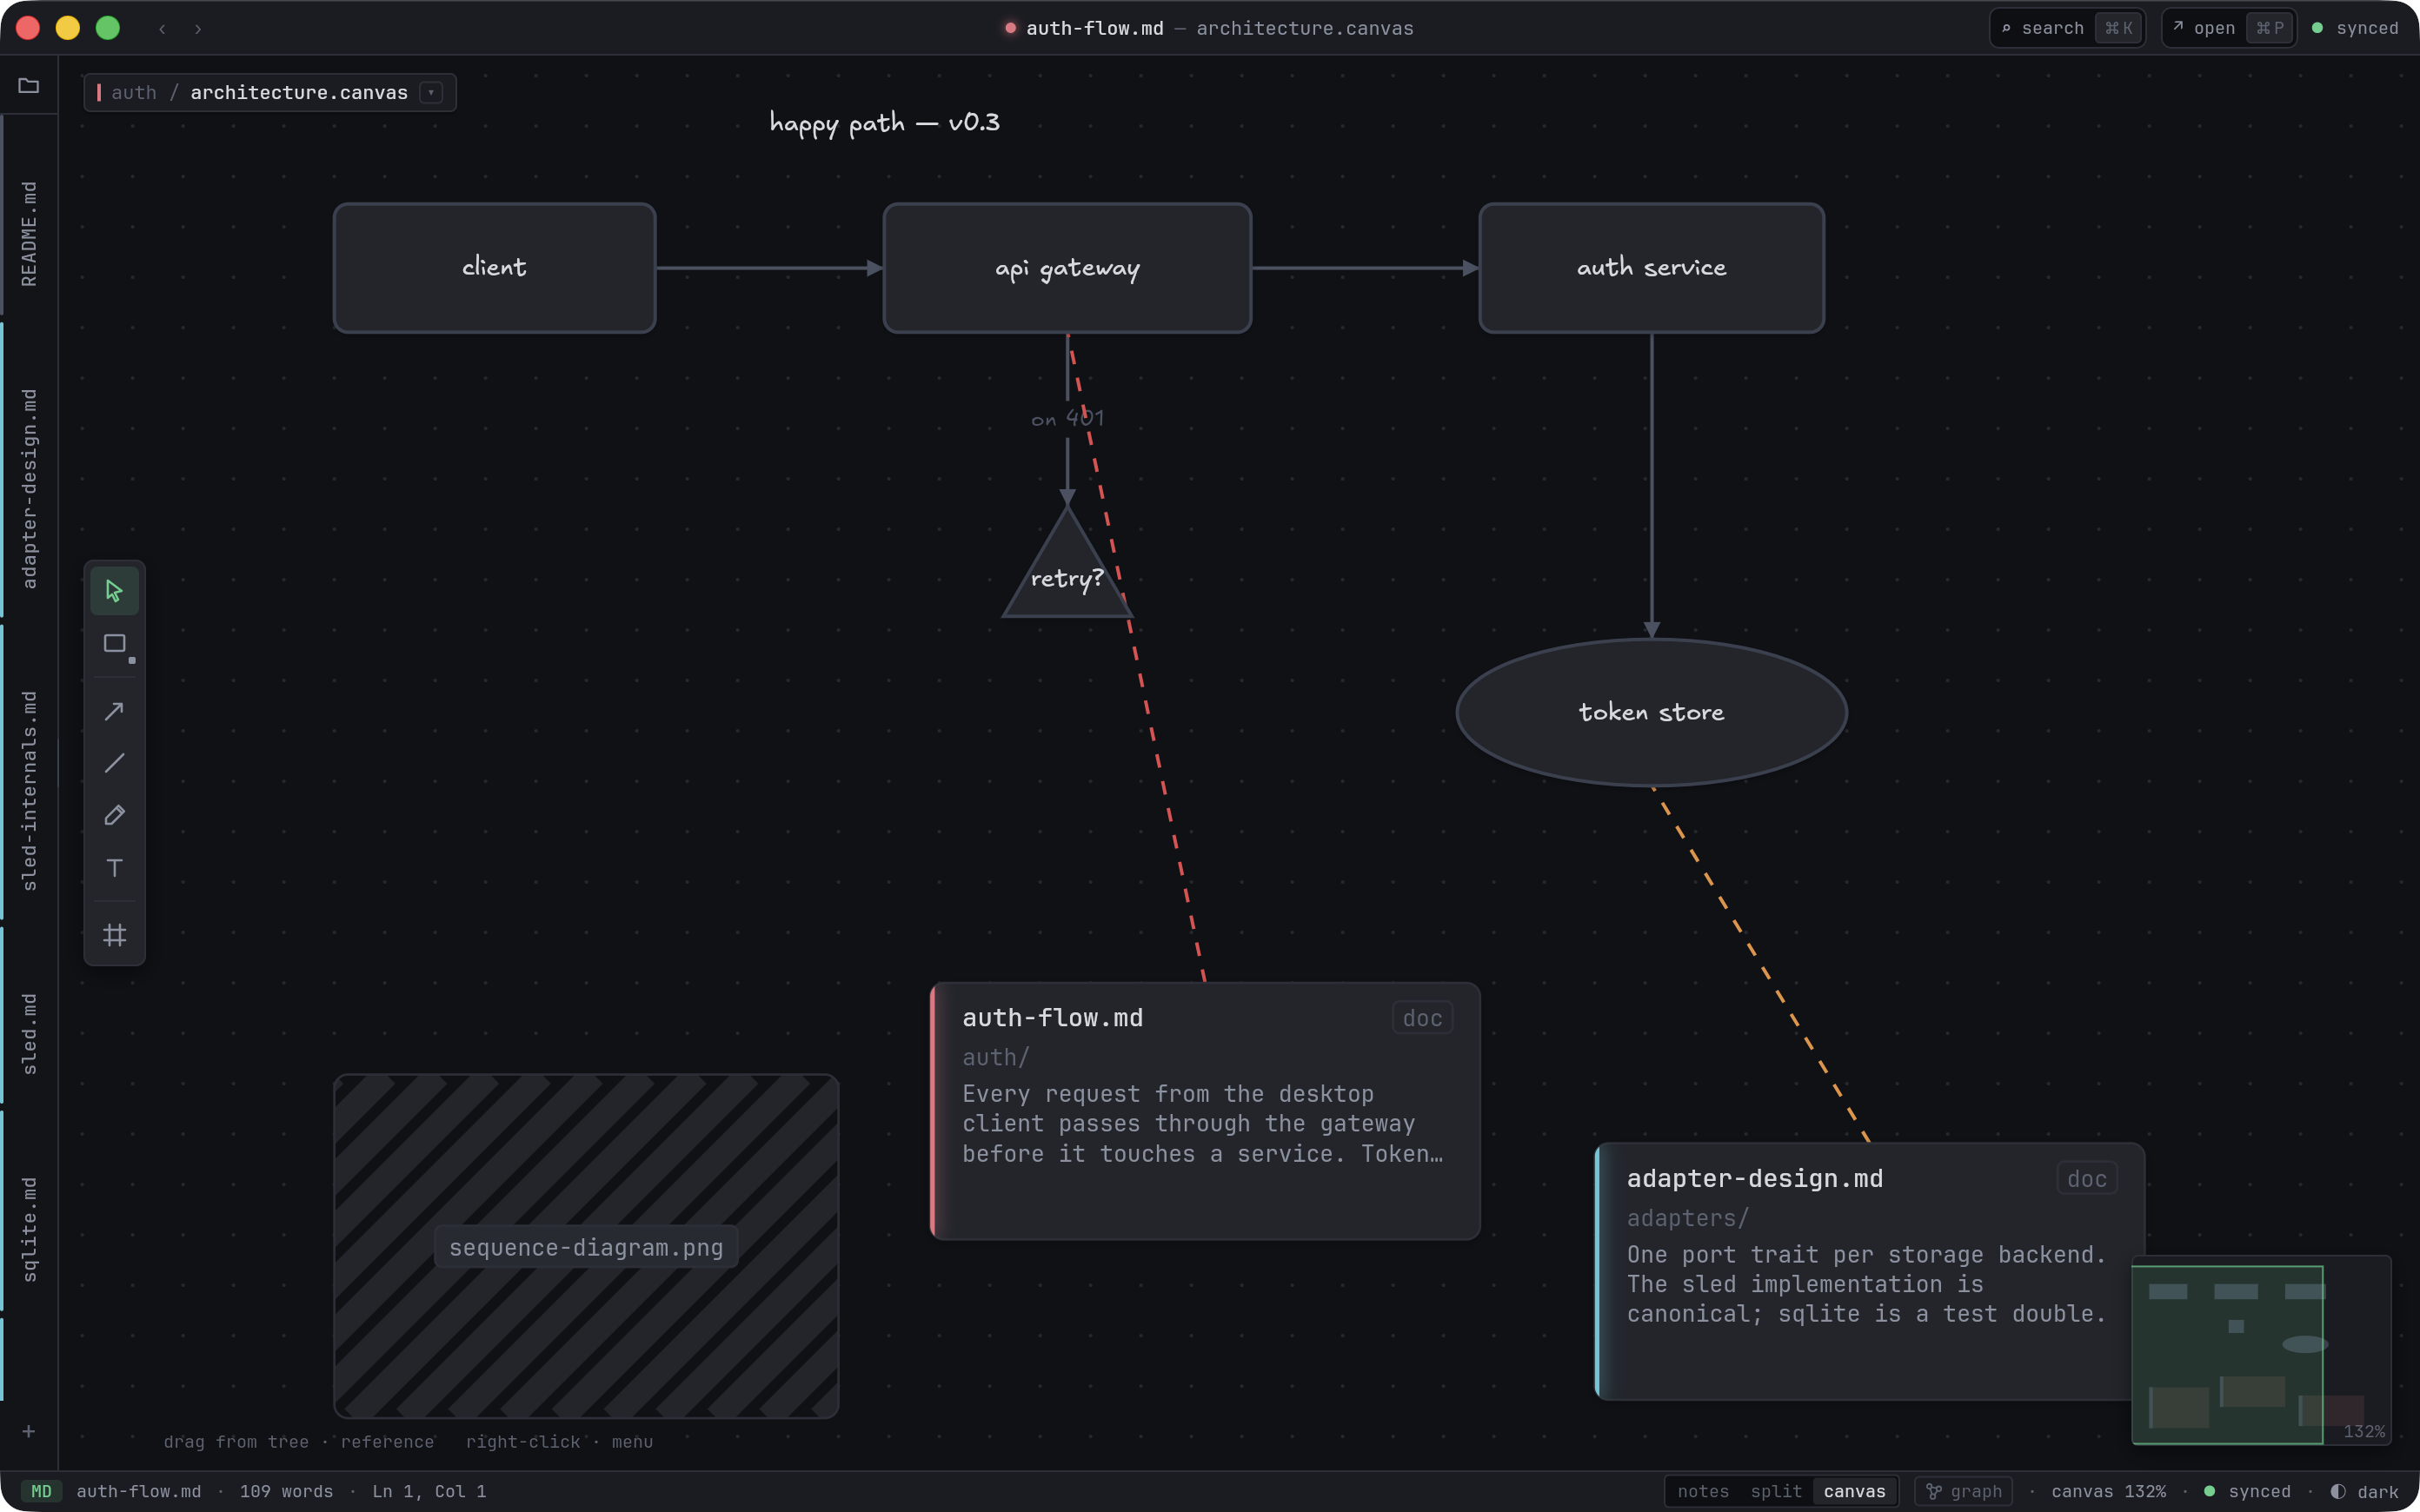 auth-flow.md — architecture.canvas
search ⌘K
open ⌘P
synced
auth / architecture.canvas
happy path — v0.3
README.md
adapter-design.md
sled-internals.md
sled.md
sqlite.md
client
api gateway
auth service
on 401
retry?
token store
T
auth-flow.md
doc
auth/
Every request from the desktop
client passes through the gateway
before it touches a service. Token…
sequence-diagram.png
adapter-design.md
doc
adapters/
One port trait per storage backend.
The sled implementation is
canonical; sqlite is a test double.
132%
drag from tree · reference right-click · menu
MD auth-flow.md · 109 words · Ln 1, Col 1
notes split canvas graph · canvas 132% · synced · dark